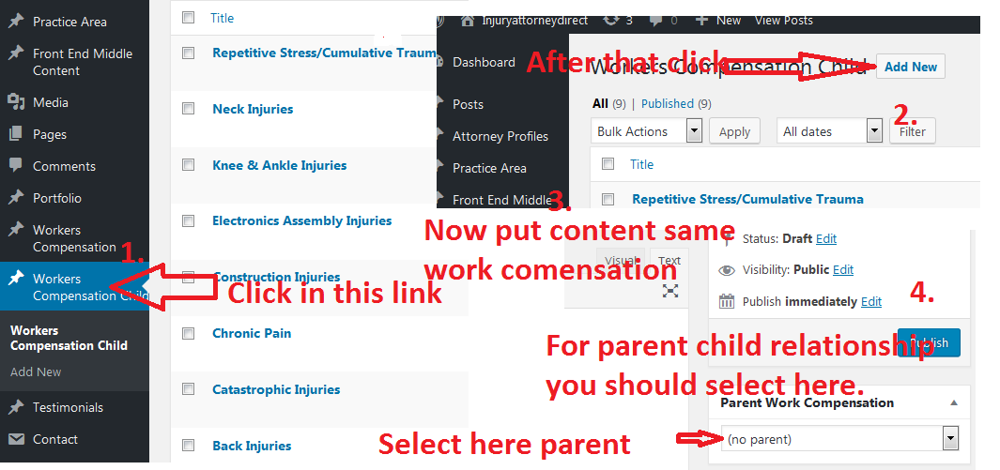 Practice Area
Front End Middle
Content
Media
Pages
Comments
Portfolio
Workers
Compensation
1.
Workers
Compensation Child
Click in this link
Workers
Compensation Child
Add New
Testimonials
Contact
Title
Repetitive Stress/Cumulative Traum
Neck Injuries
Knee & Ankle Injuries
Electronics Assembly Injuries
Construction Injuries
Chronic Pain
Catastrophic Injuries
Back Injuries
Injuryattorneydirect
3
0
New
View Posts
Dashboard
Posts
Attorney Profiles
Practice Area
Front End Middle
Workers Compensation Child
After that click
Add New
All (9) | Published (9)
2.
Bulk Actions
Apply
All dates
Filter
Title
Repetitive Stress/Cumulative Trauma
3.
Now put content same
work comensation
Visual
Text
Status: Draft Edit
Visibility: Public Edit
Publish immediately Edit
4.
Publish
For parent child relationship
you should select here.
Parent Work Compensation
Select here parent
(no parent)